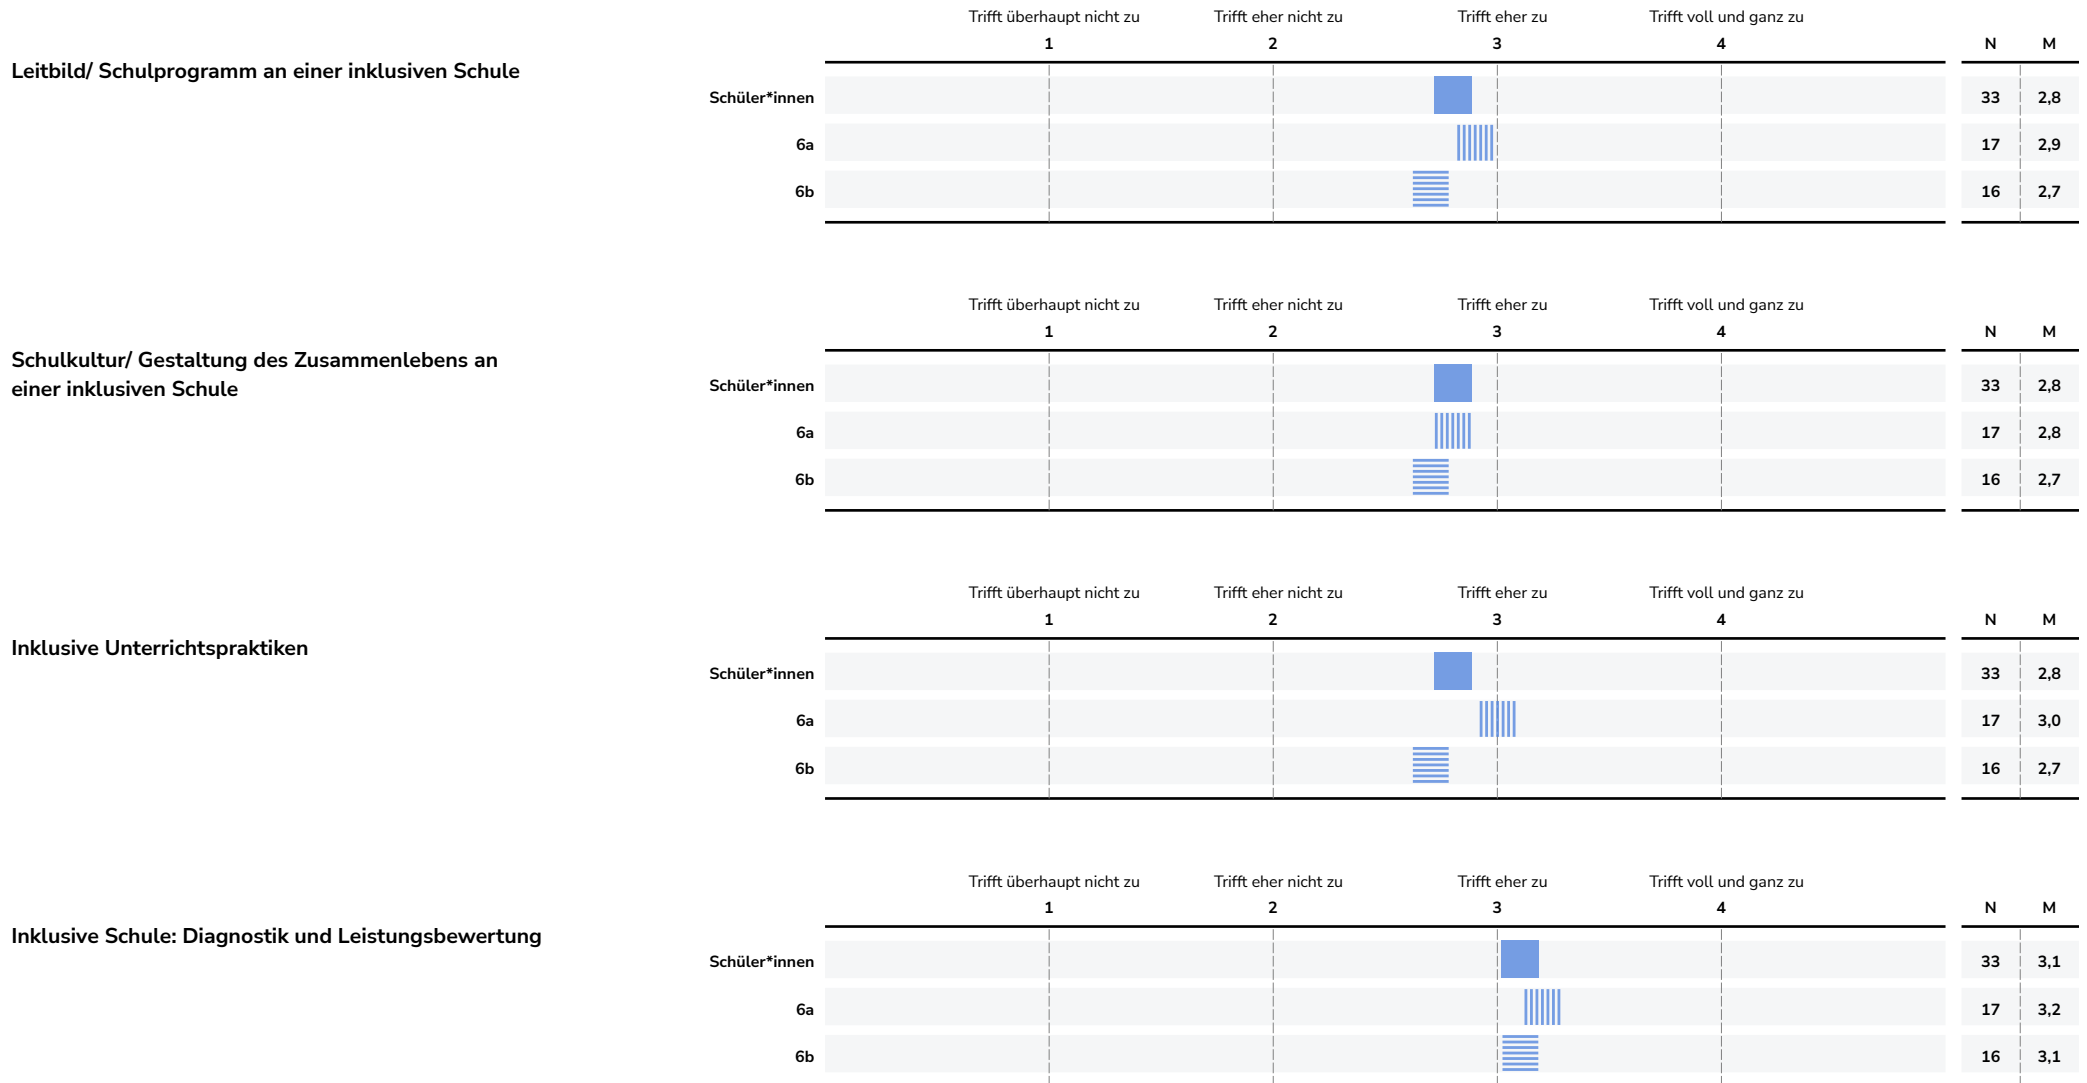 Trifft überhaupt nicht zu Trifft eher nicht zu Trifft eher zu Trifft voll und ganz zu
1 2 3 4 N M
Leitbild/ Schulprogramm an einer inklusiven Schule
Schüler*innen 33 2,8
6a 17 2,9
6b 16 2,7
Trifft überhaupt nicht zu Trifft eher nicht zu Trifft eher zu Trifft voll und ganz zu
1 2 3 4 N M
Schulkultur/ Gestaltung des Zusammenlebens an
einer inklusiven Schule
Schüler*innen 33 2,8
6a 17 2,8
6b 16 2,7
Trifft überhaupt nicht zu Trifft eher nicht zu Trifft eher zu Trifft voll und ganz zu
1 2 3 4 N M
Inklusive Unterrichtspraktiken
Schüler*innen 33 2,8
6a 17 3,0
6b 16 2,7
Trifft überhaupt nicht zu Trifft eher nicht zu Trifft eher zu Trifft voll und ganz zu
1 2 3 4 N M
Inklusive Schule: Diagnostik und Leistungsbewertung
Schüler*innen 33 3,1
6a 17 3,2
6b 16 3,1